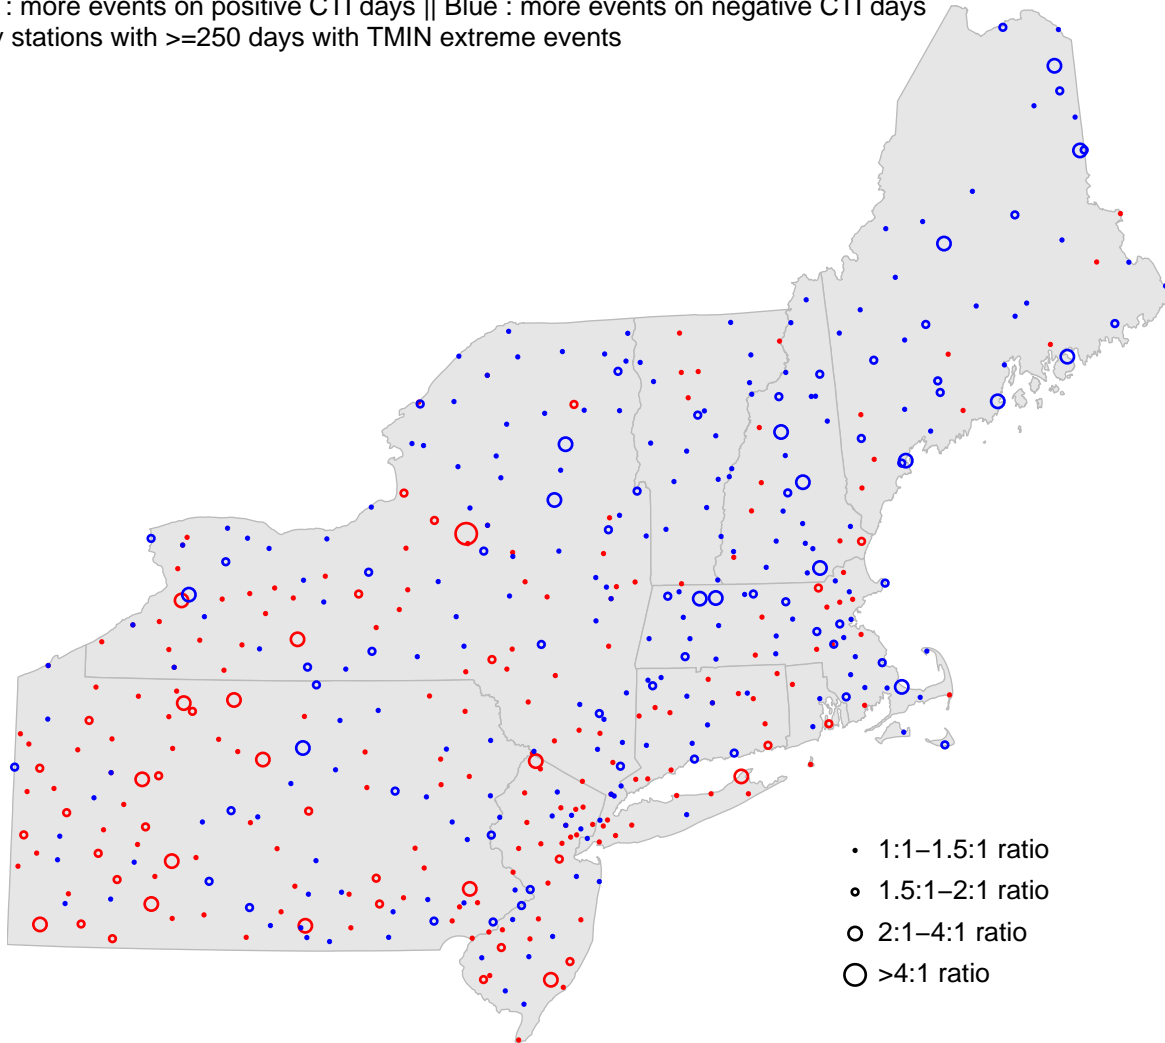 : more events on positive CTI days || Blue : more events on negative CTI days
stations with >=250 days with TMIN extreme events
1:1–1.5:1 ratio
1.5:1–2:1 ratio
2:1–4:1 ratio
>4:1 ratio